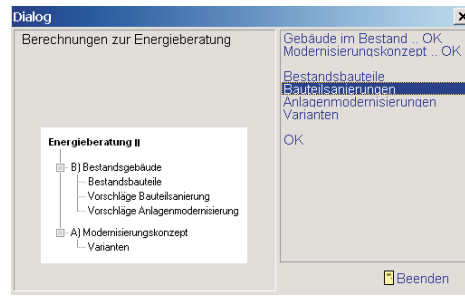 Dialog
Berechnungen zur Energieberatung
Energieberatung II
B) Bestandsgebäude
Bestandsbauteile
Vorschläge Bauteilsanierung
Vorschläge Anlagenmodernisierung
A) Modernisierungskonzept
Varianten
Gebäude im Bestand .. OK
Modernisierungskonzept .. OK
Bestandsbauteile
Bauteilsanierungen
Anlagenmodernisierungen
Varianten
OK
Beenden